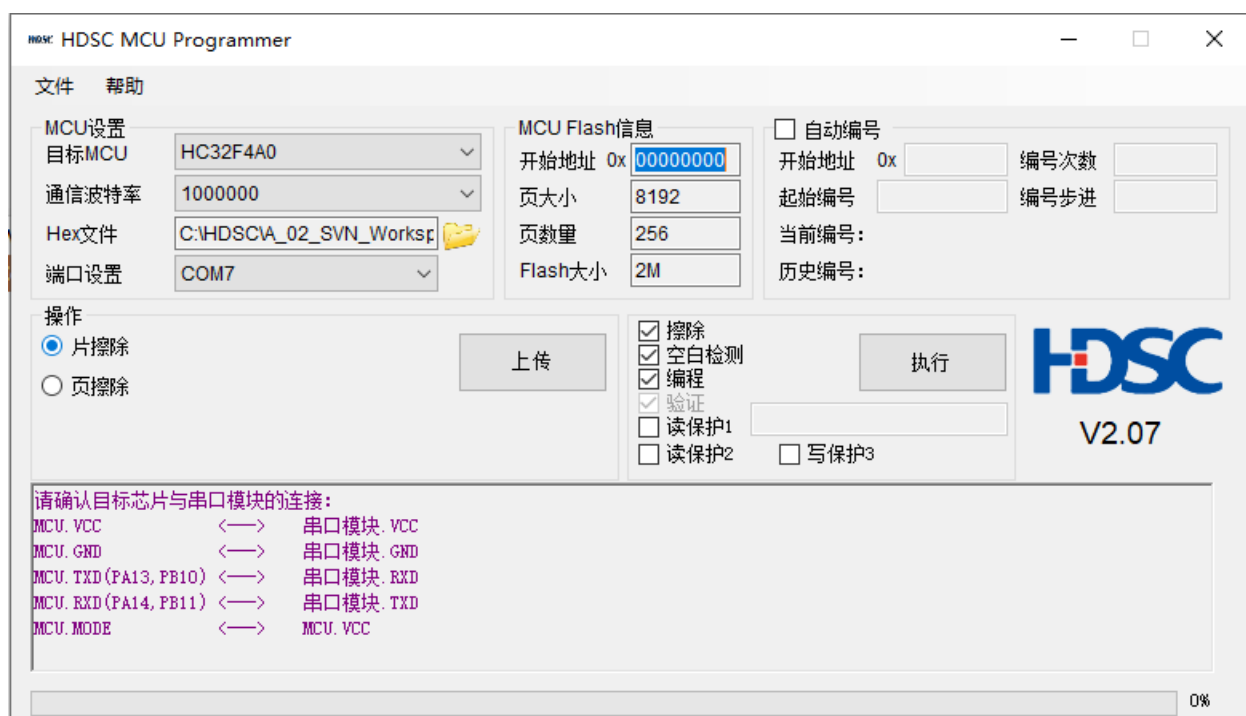 HDSC HDSC MCU Programmer
文件 帮助
MCU设置
目标MCU HC32F4A0
通信波特率 1000000
Hex文件 C:\HDSC\A_02_SVN_Worksp
端口设置 COM7
MCU Flash信息
开始地址 0x 00000000
页大小 8192
页数量 256
Flash大小 2M
自动编号
开始地址 0x 编号次数
起始编号 编号步进
当前编号：
历史编号：
操作
片擦除
页擦除
上传
擦除
空白检测
编程
验证
读保护1
读保护2 写保护3
执行
HDSC
V2.07
请确认目标芯片与串口模块的连接：
MCU.VCC <——> 串口模块.VCC
MCU.GND <——> 串口模块.GND
MCU.TXD(PA13,PB10) <——> 串口模块.RXD
MCU.RXD(PA14,PB11) <——> 串口模块.TXD
MCU.MODE <——> MCU.VCC
0%